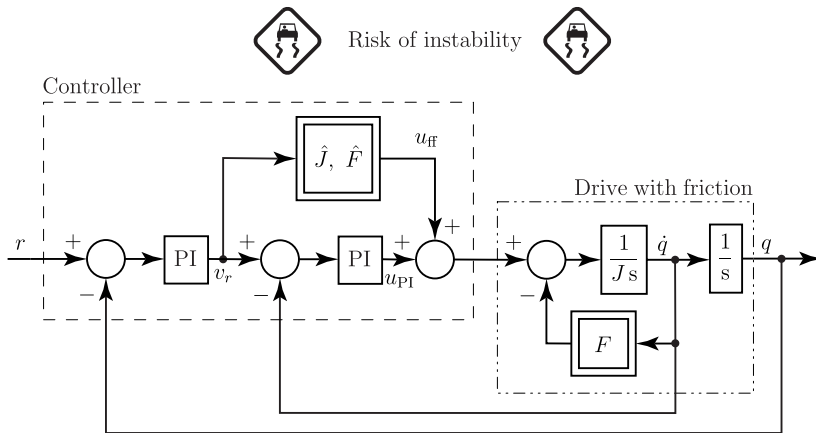 Risk of instability
Controller
Ĵ, F̂
u_ff
Drive with friction
r
+
−
PI
v_r
+
−
PI
+
u_PI
+
+
−
1
J s
q̇
1
s
q
F